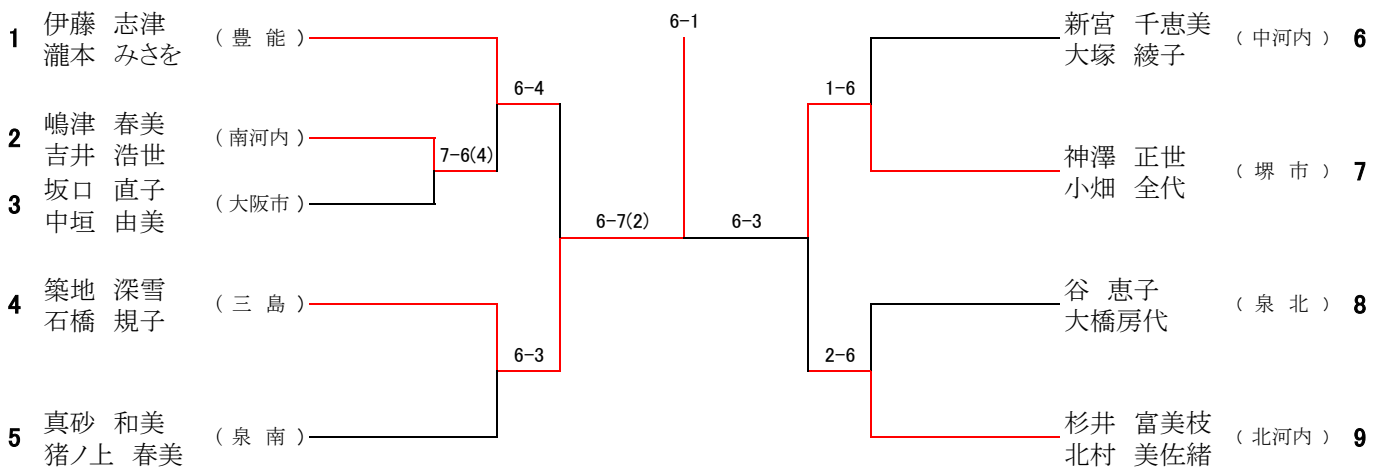 1 伊藤 志津 ( 豊 能 )
瀧本 みさを
2 嶋津 春美 ( 南河内 )
吉井 浩世
3 坂口 直子 ( 大阪市 )
中垣 由美
4 築地 深雪 ( 三 島 )
石橋 規子
5 真砂 和美 ( 泉 南 )
猪ノ上 春美
6-4
7-6(4)
6-3
6-7(2)
6-1
6-3
1-6
2-6
新宮 千恵美 ( 中河内 ) 6
大塚 綾子
神澤 正世 ( 堺 市 ) 7
小畑 全代
谷 恵子 ( 泉 北 ) 8
大橋房代
杉井 富美枝 ( 北河内 ) 9
北村 美佐緒